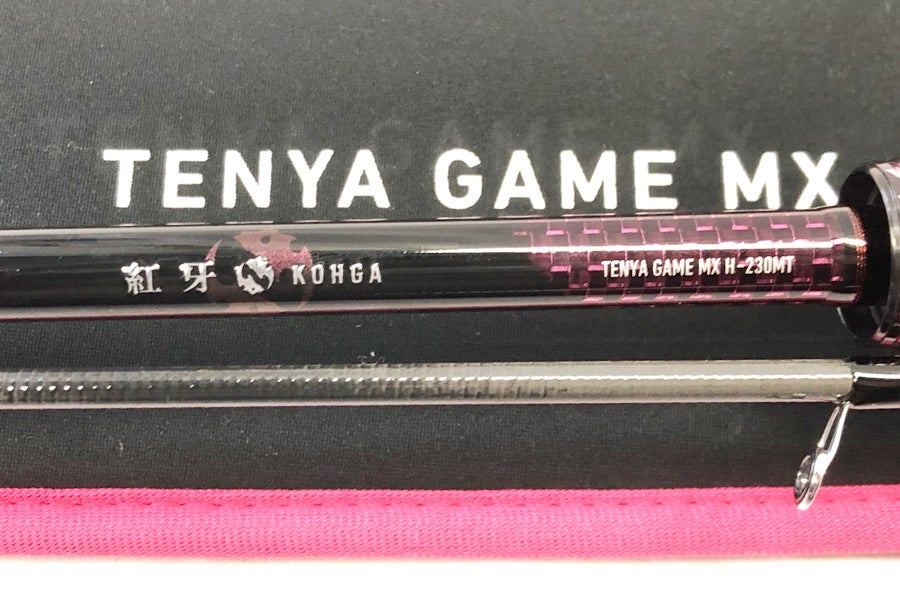 TENYA GAME MX
紅牙 KOHGA
TENYA GAME MX H-230MT